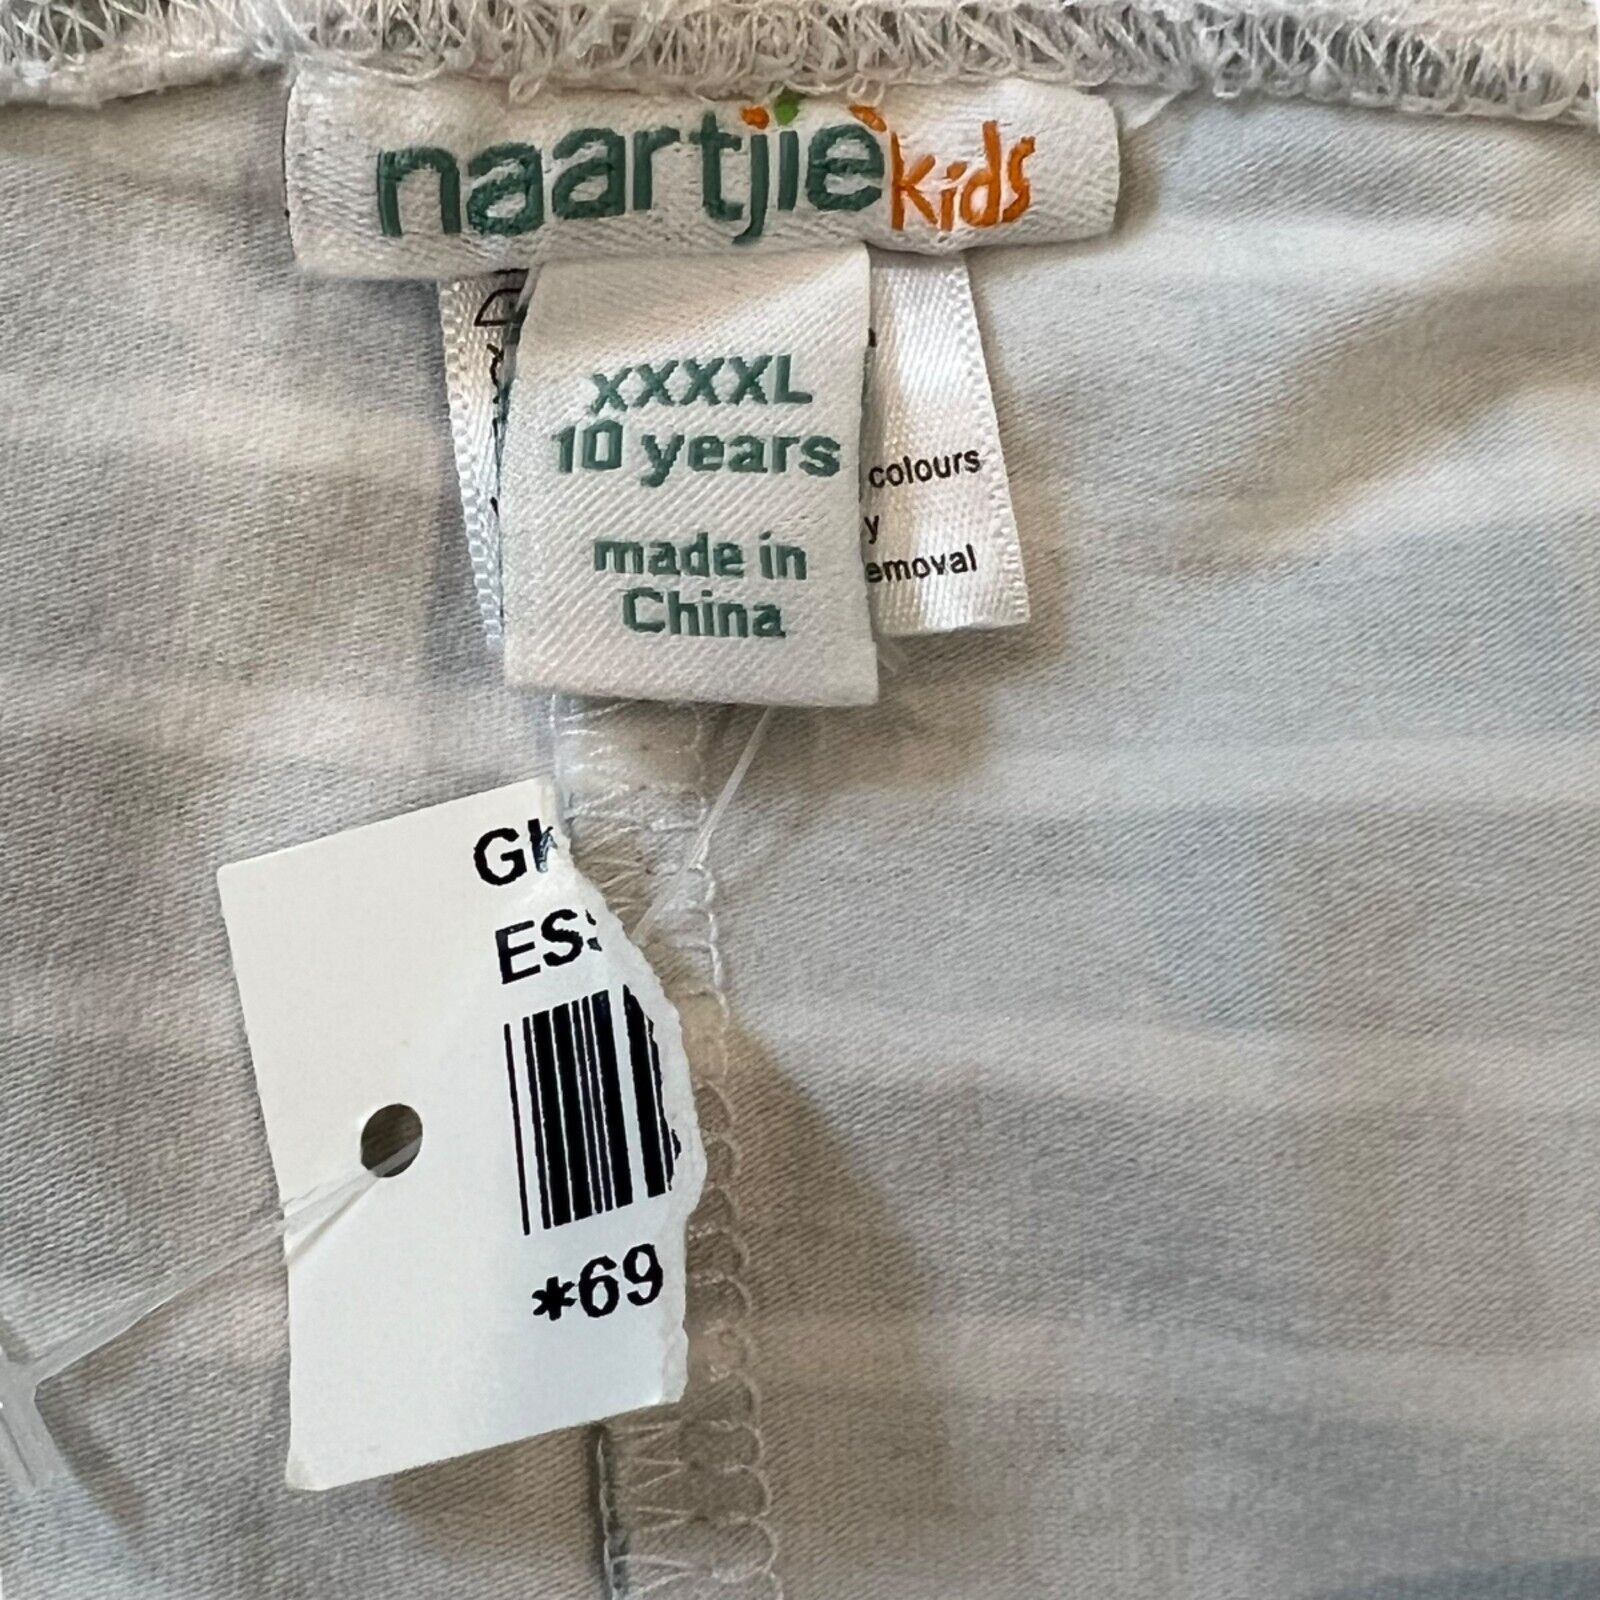 naartjie kids
XXXXL
10 years
made in
China
colours
*69